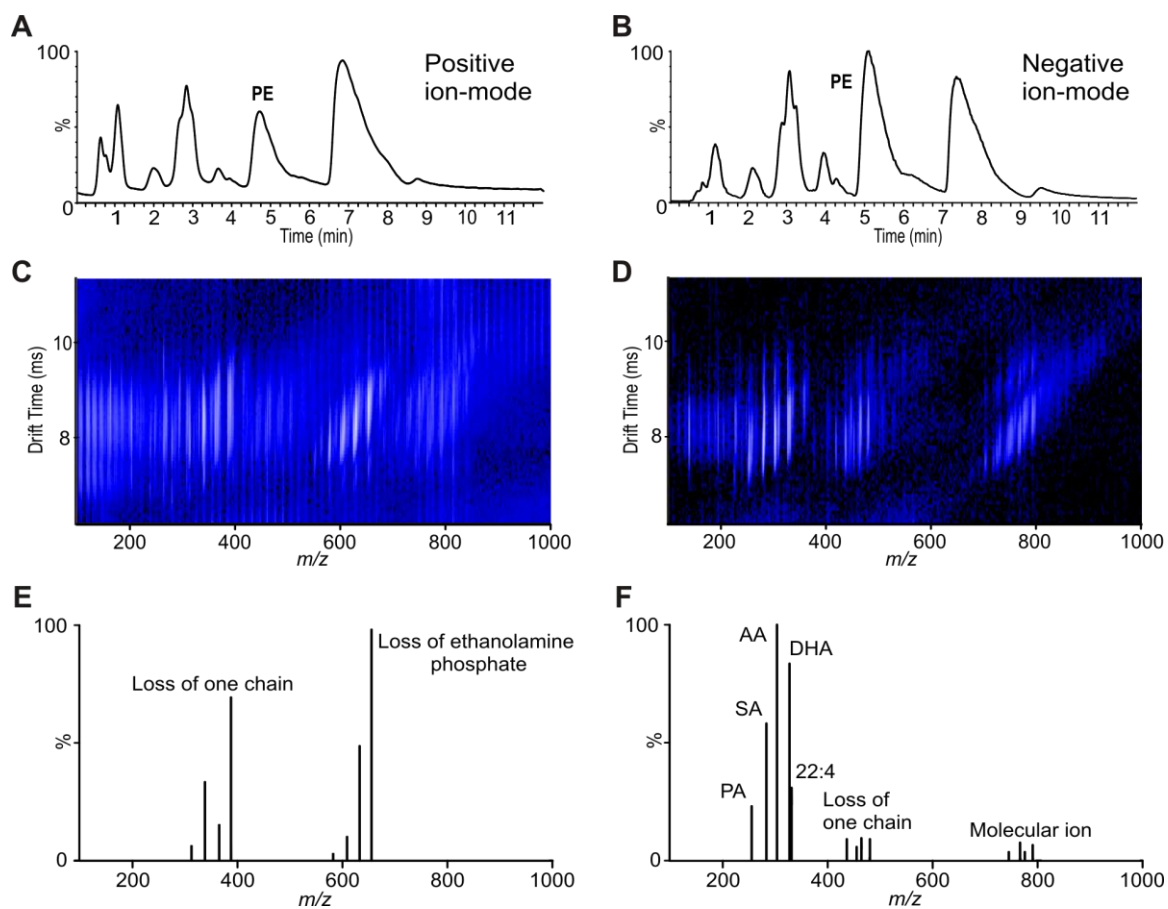 A
100
Positive
ion-mode
PE
%
0
1 2 3 4 5 6 7 8 9 10 11
Time (min)
B
100
Negative
ion-mode
PE
%
0
1 2 3 4 5 6 7 8 9 10 11
Time (min)
C
Drift Time (ms)
10
8
200 400 600 800 1000
m/z
D
Drift Time (ms)
10
8
200 400 600 800 1000
m/z
E
100
Loss of ethanolamine
phosphate
Loss of one chain
%
0
200 400 600 800 1000
m/z
F
100
AA
DHA
SA
%
22:4
PA
Loss of
one chain
Molecular ion
0
200 400 600 800 1000
m/z